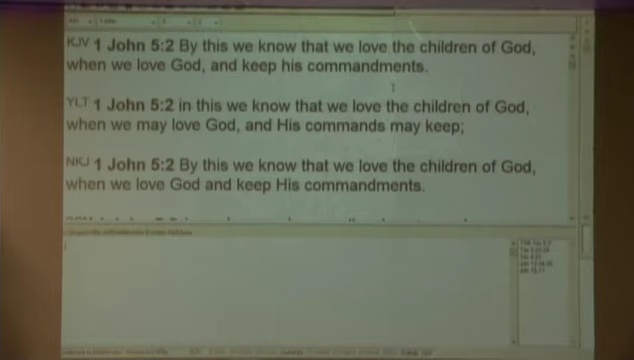 KJV 1 John 5:2 By this we know that we love the children of God,
when we love God, and keep his commandments.
YLT 1 John 5:2 in this we know that we love the children of God,
when we may love God, and His commands may keep;
NKJ 1 John 5:2 By this we know that we love the children of God,
when we love God and keep His commandments.